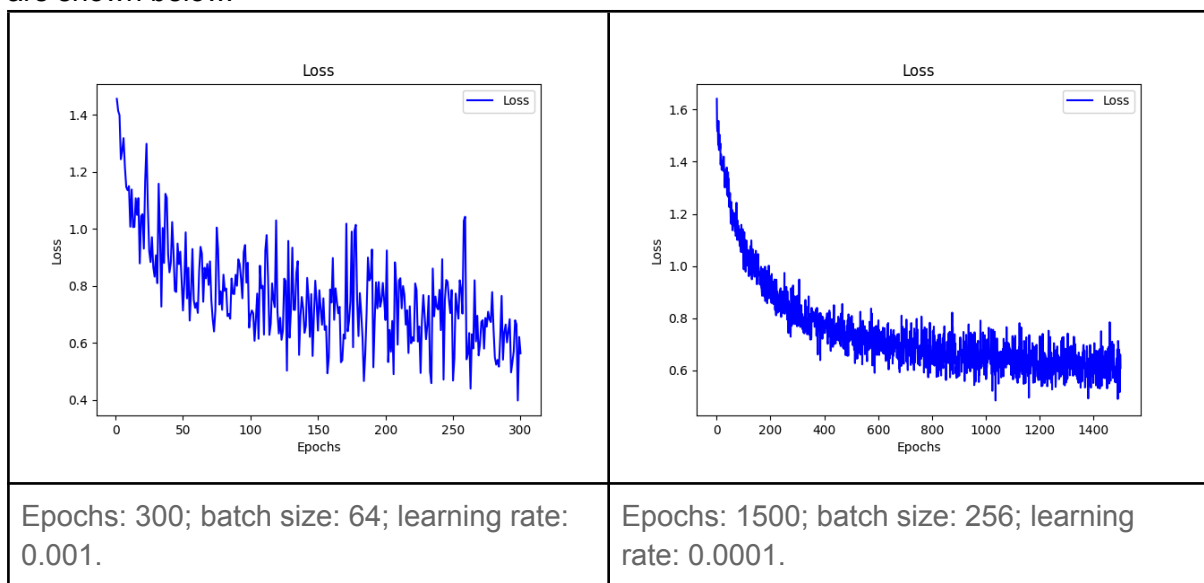 are shown below.
Loss
Loss
1.4
1.2
1.0
0.8
0.6
0.4
Loss
0
50
100
150
200
250
300
Epochs
Loss
Loss
1.6
1.4
1.2
1.0
0.8
0.6
Loss
0
200
400
600
800
1000
1200
1400
Epochs
Epochs: 300; batch size: 64; learning rate:
0.001.
Epochs: 1500; batch size: 256; learning
rate: 0.0001.